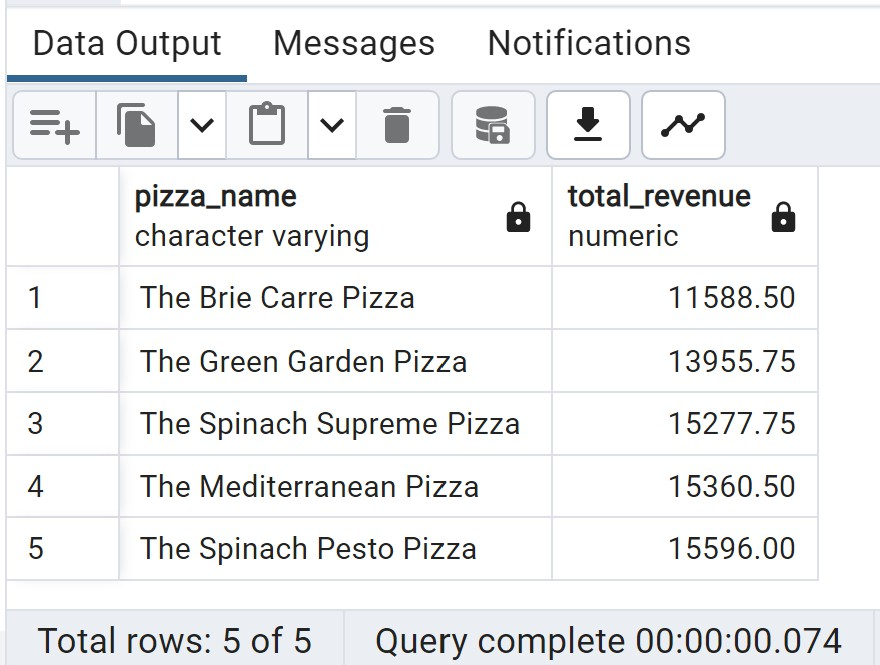 Data Output Messages Notifications
pizza_name total_revenue
character varying numeric
1 The Brie Carre Pizza 11588.50
2 The Green Garden Pizza 13955.75
3 The Spinach Supreme Pizza 15277.75
4 The Mediterranean Pizza 15360.50
5 The Spinach Pesto Pizza 15596.00
Total rows: 5 of 5 Query complete 00:00:00.074